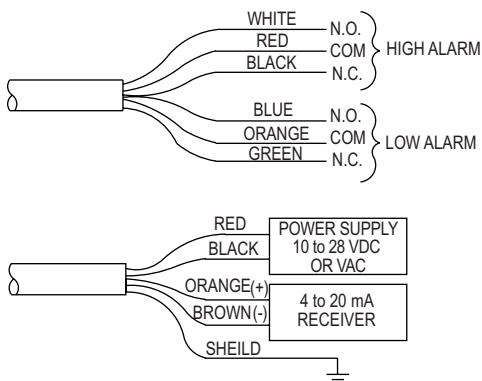 WHITE N.O.
RED COM HIGH ALARM
BLACK N.C.
BLUE N.O.
ORANGE COM LOW ALARM
GREEN N.C.
RED POWER SUPPLY
BLACK 10 to 28 VDC
OR VAC
ORANGE(+) 4 to 20 mA
BROWN(-) RECEIVER
SHEILD